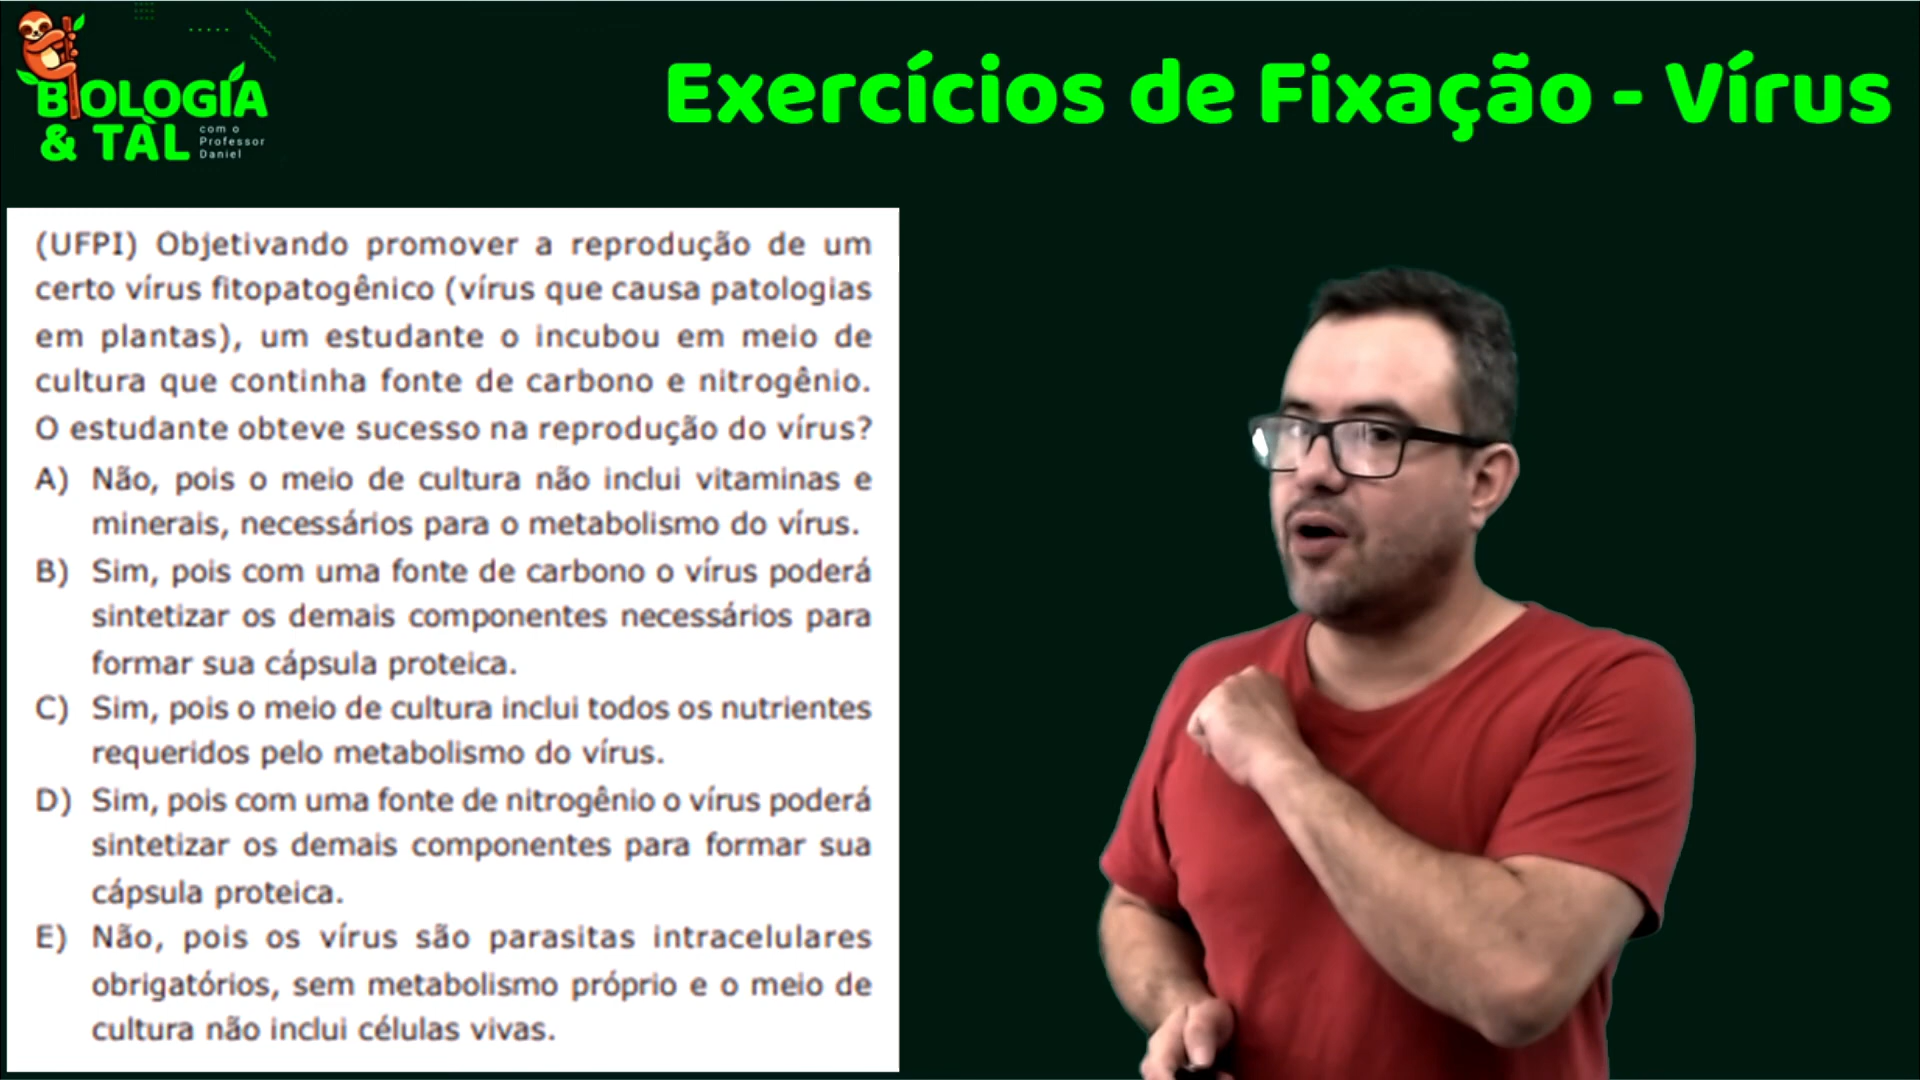 BIOLOGIA
& TAL
com o
Professor
Daniel
Exercícios de Fixação - Vírus
(UFPI) Objetivando promover a reprodução de um
certo vírus fitopatogênico (vírus que causa patologias
em plantas), um estudante o incubou em meio de
cultura que continha fonte de carbono e nitrogênio.
O estudante obteve sucesso na reprodução do vírus?
A) Não, pois o meio de cultura não inclui vitaminas e
minerais, necessários para o metabolismo do vírus.
B) Sim, pois com uma fonte de carbono o vírus poderá
sintetizar os demais componentes necessários para
formar sua cápsula proteica.
C) Sim, pois o meio de cultura inclui todos os nutrientes
requeridos pelo metabolismo do vírus.
D) Sim, pois com uma fonte de nitrogênio o vírus poderá
sintetizar os demais componentes para formar sua
cápsula proteica.
E) Não, pois os vírus são parasitas intracelulares
obrigatórios, sem metabolismo próprio e o meio de
cultura não inclui células vivas.